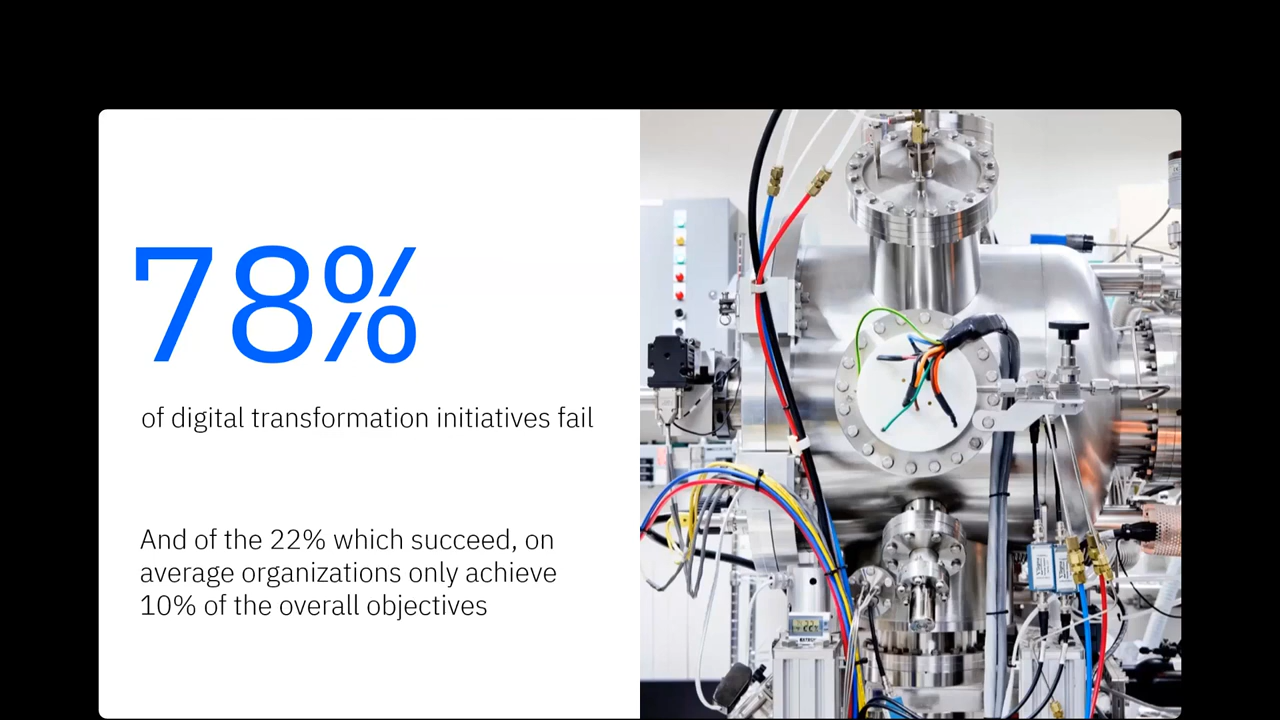 78%
of digital transformation initiatives fail
And of the 22% which succeed, on
average organizations only achieve
10% of the overall objectives